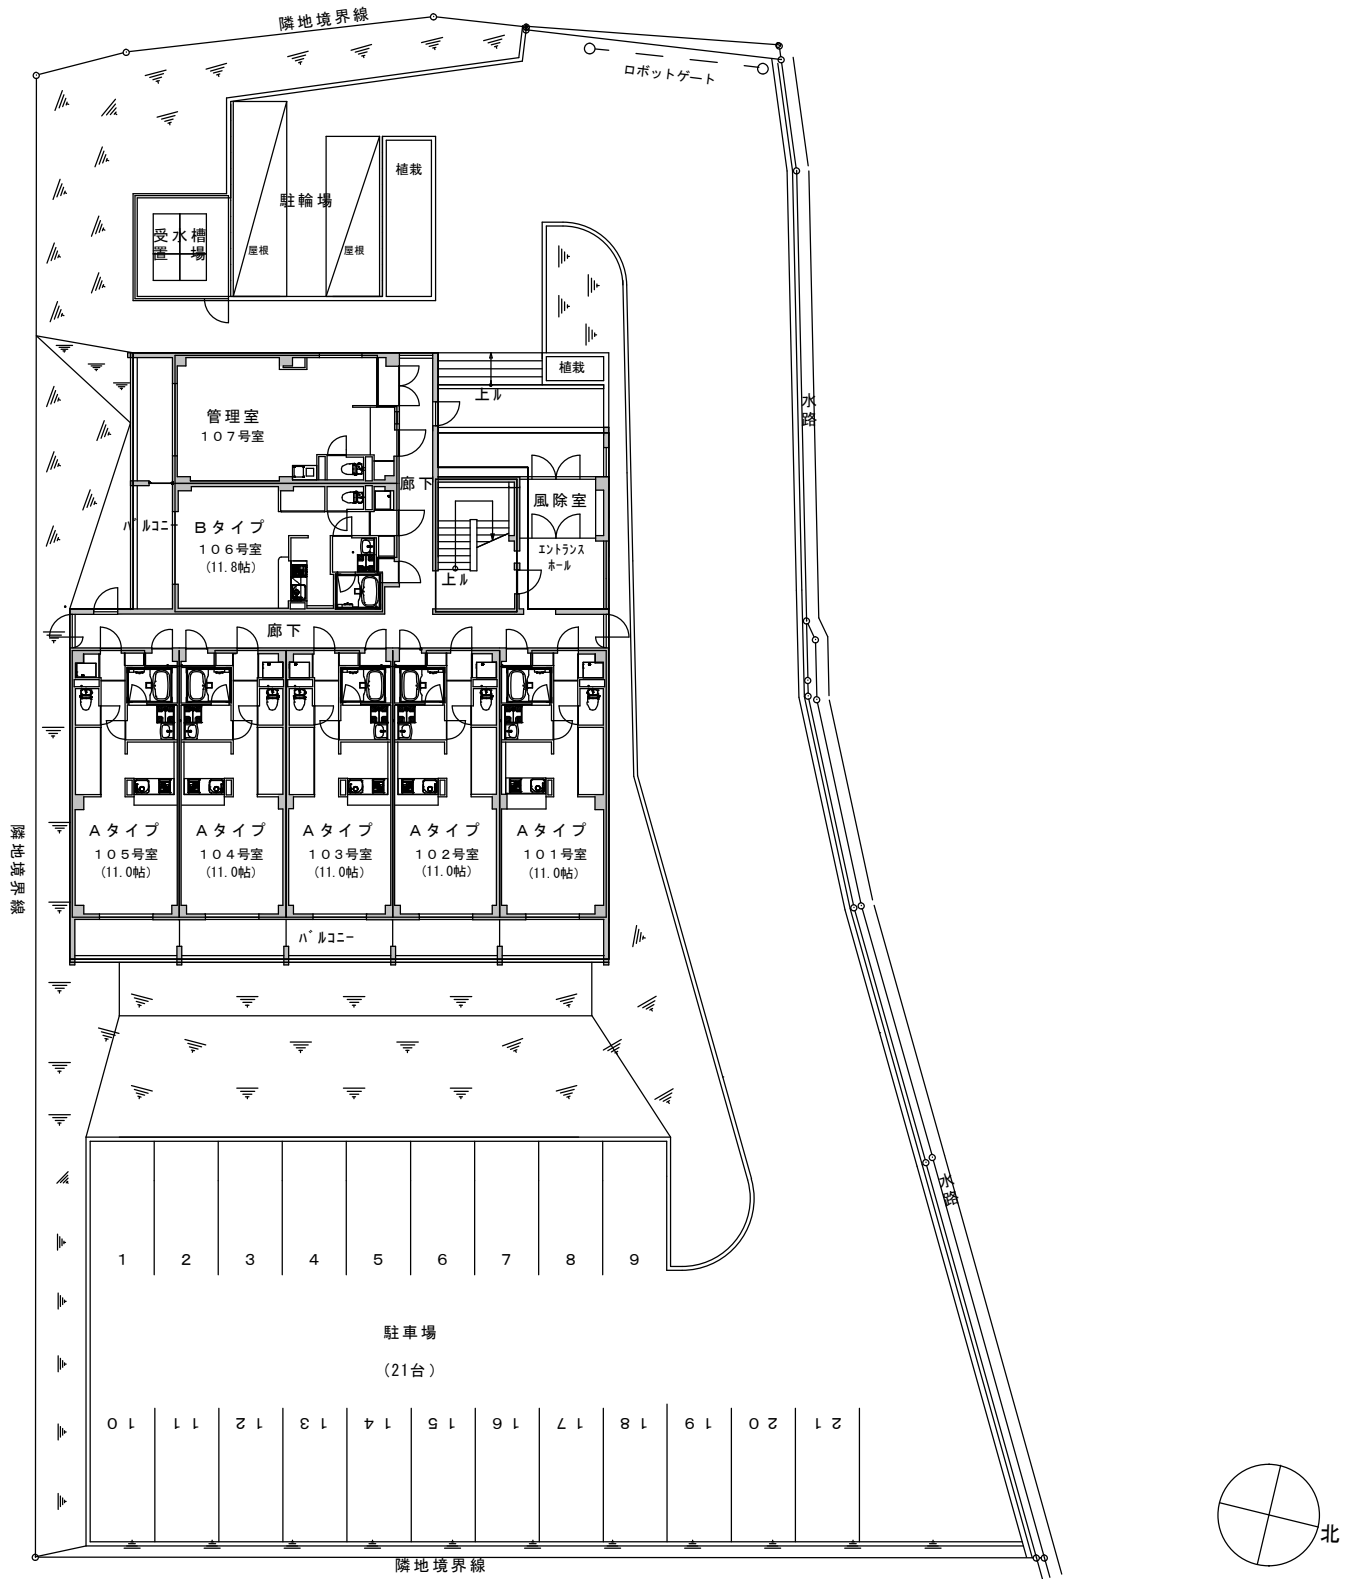 隣地境界線
ロボットゲート
植栽
駐輪場
屋根
屋根
受水槽
置　場
植栽
上ル
水路
管理室
１０７号室
廊下
風除室
バルコニー
Ｂタイプ
１０６号室
(11.8帖)
エントランス
ホール
上ル
廊下
Ａタイプ
１０５号室
(11.0帖)
Ａタイプ
１０４号室
(11.0帖)
Ａタイプ
１０３号室
(11.0帖)
Ａタイプ
１０２号室
(11.0帖)
Ａタイプ
１０１号室
(11.0帖)
隣地境界線
バルコニー
水路
1 2 3 4 5 6 7 8 9
駐車場
(21台)
10 11 12 13 14 15 16 17 18 19 20 21
北
隣地境界線